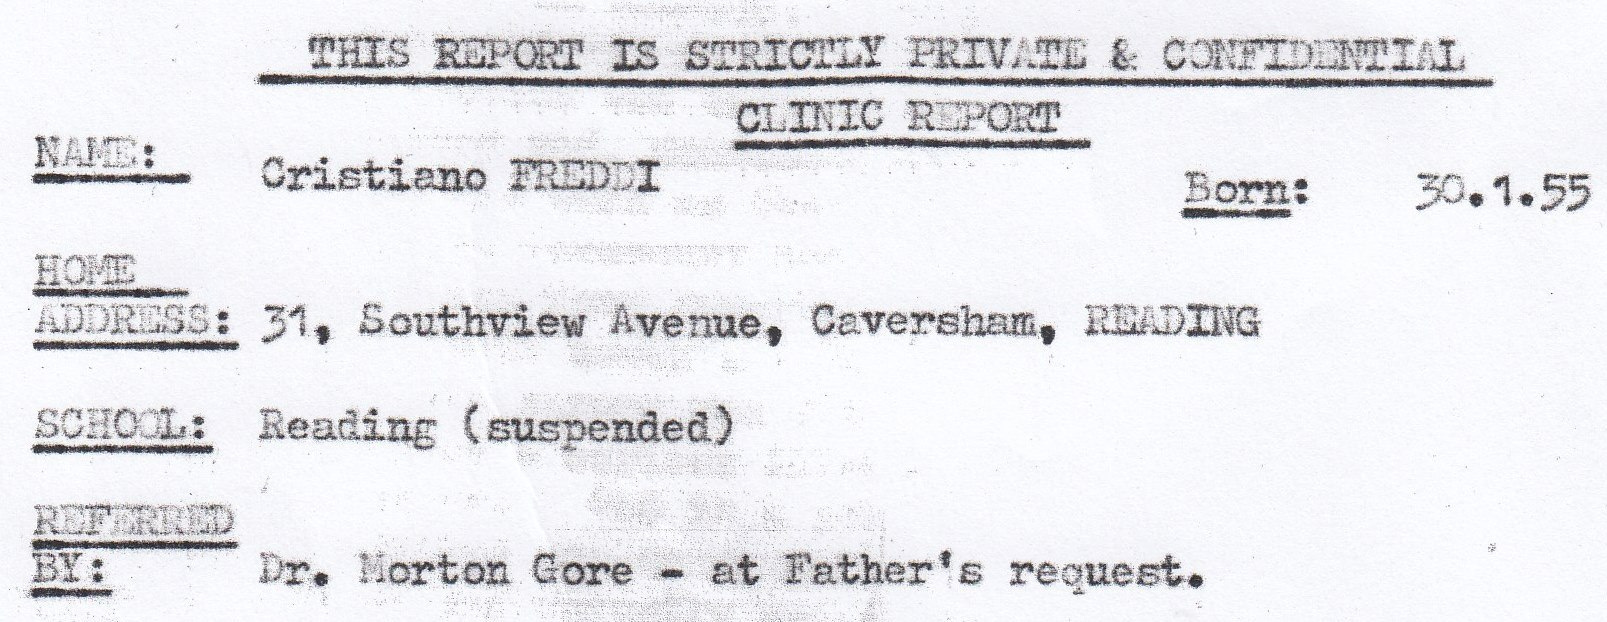 THIS REPORT IS STRICTLY PRIVATE & CONFIDENTIAL
CLINIC REPORT
NAME: Cristiano FREDDI Born: 30.1.55
HOME
ADDRESS: 31, Southview Avenue, Caversham, READING
SCHOOL: Reading (suspended)
REFERRED
BY: Dr. Morton Gore - at Father's request.